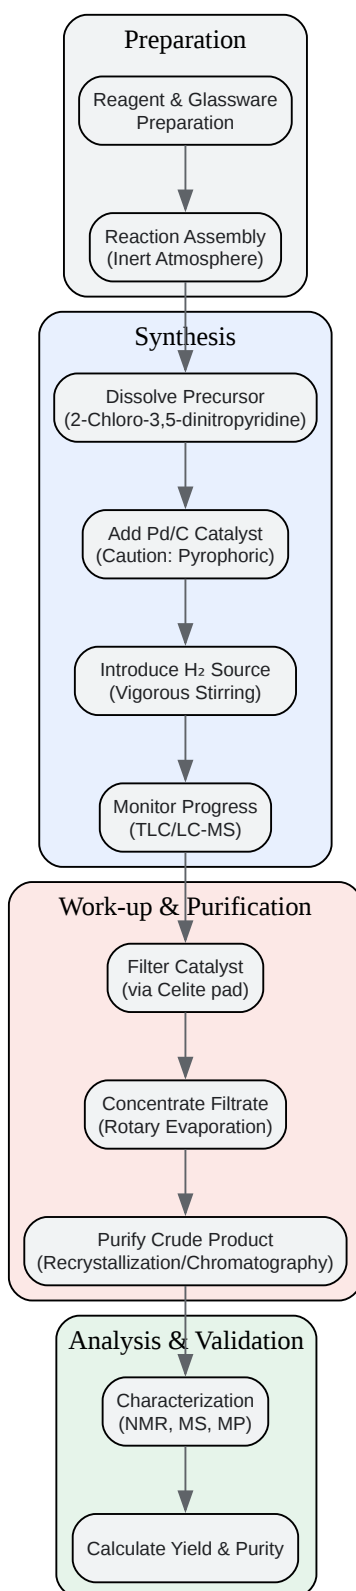 Preparation
Reagent & Glassware
Preparation
Reaction Assembly
(Inert Atmosphere)
Synthesis
Dissolve Precursor
(2-Chloro-3,5-dinitropyridine)
Add Pd/C Catalyst
(Caution: Pyrophoric)
Introduce H₂ Source
(Vigorous Stirring)
Monitor Progress
(TLC/LC-MS)
Work-up & Purification
Filter Catalyst
(via Celite pad)
Concentrate Filtrate
(Rotary Evaporation)
Purify Crude Product
(Recrystallization/Chromatography)
Analysis & Validation
Characterization
(NMR, MS, MP)
Calculate Yield & Purity